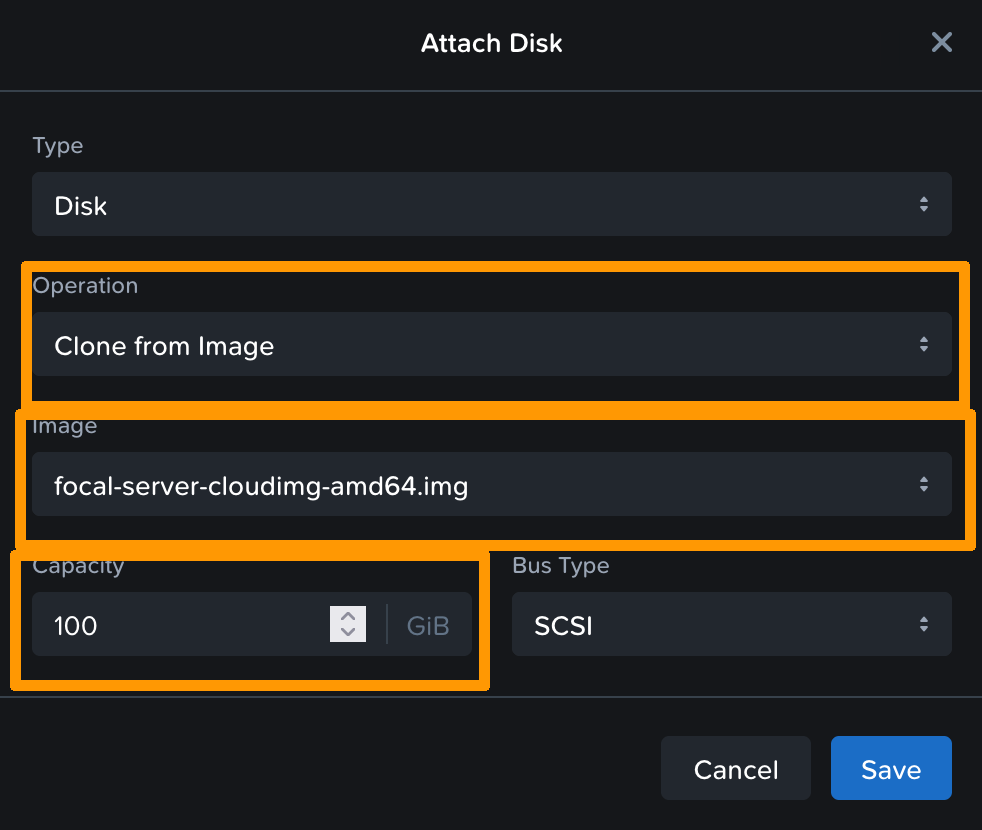 Attach Disk
Type
Disk
Operation
Clone from Image
Image
focal-server-cloudimg-amd64.img
Capacity
Bus Type
100
GiB
SCSI
Cancel
Save